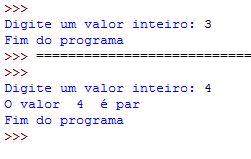 >>>
Digite um valor inteiro: 3
Fim do programa
>>> ===========================
>>>
Digite um valor inteiro: 4
O valor  4  é par
Fim do programa
>>>